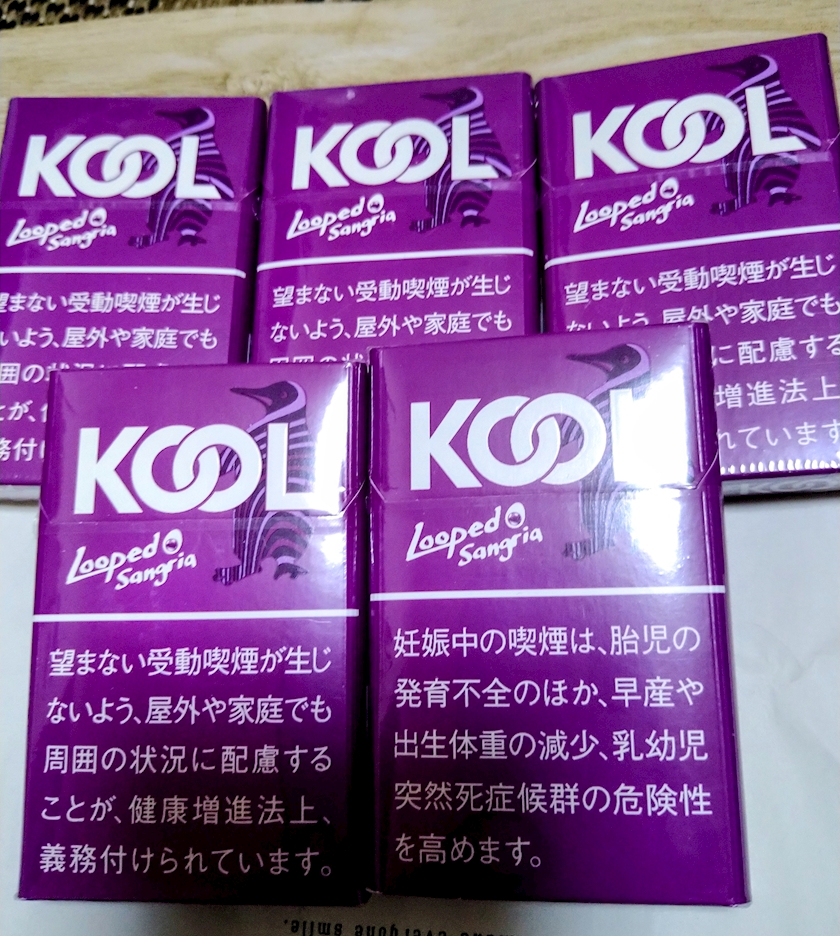 KOOL
Looped
Sangria
望まない受動喫煙が生じ
ないよう、屋外や家庭でも
KOOL
Looped
Sangria
望まない受動喫煙が生じ
ないよう、屋外や家庭でも
KOOL
Looped
Sangria
望まない受動喫煙が生じ
ないよう、屋外や家庭でも
に配慮する
増進法上
れています
KOOL
Looped
Sangria
望まない受動喫煙が生じ
ないよう、屋外や家庭でも
周囲の状況に配慮する
ことが、健康増進法上、
義務付けられています。
KOOL
Looped
Sangria
妊娠中の喫煙は、胎児の
発育不全のほか、早産や
出生体重の減少、乳幼児
突然死症候群の危険性
を高めます。
everyone smile.